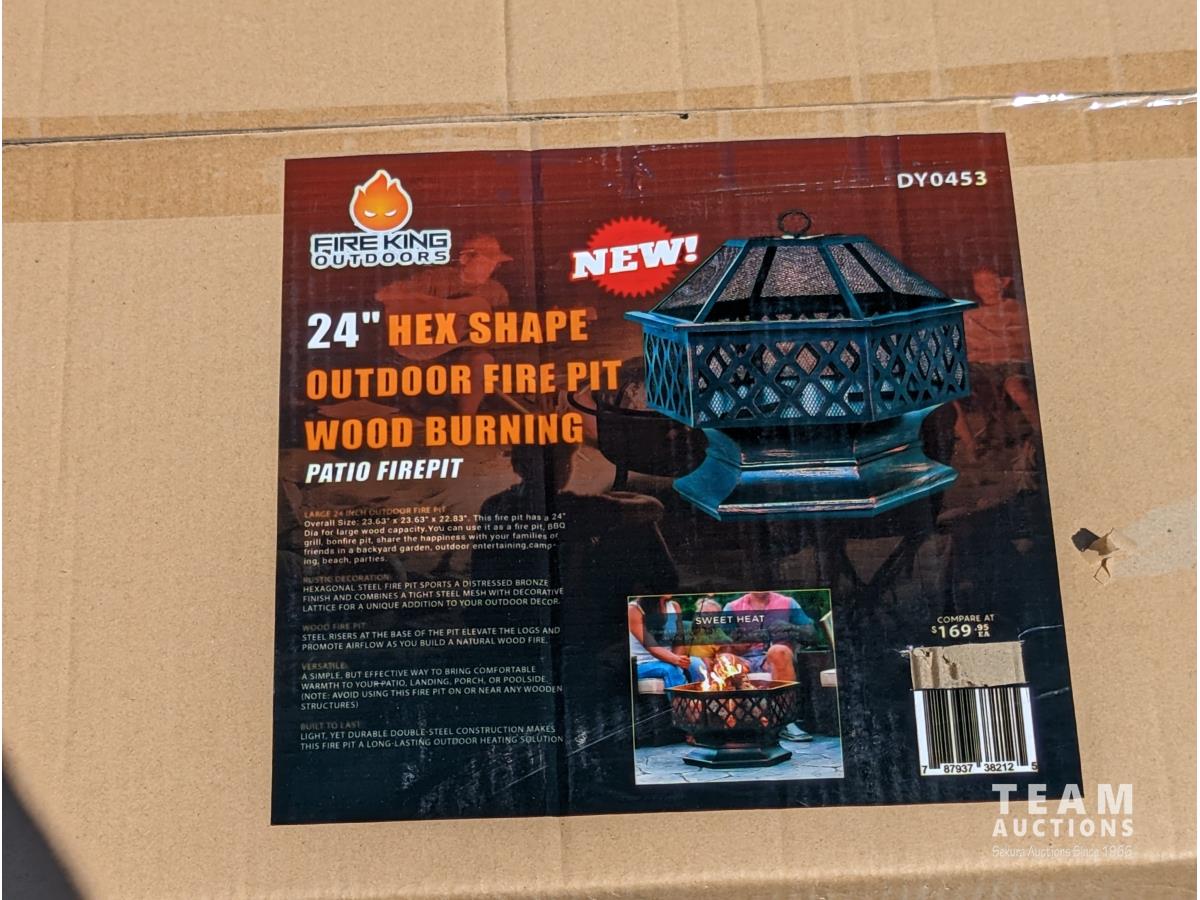 FIRE KING
OUTDOORS
DY0453
NEW!
24" HEX SHAPE
OUTDOOR FIRE PIT
WOOD BURNING
PATIO FIREPIT
LARGE 24 INCH OUTDOOR FIRE PIT
Overall Size: 23.63" x 23.63" x 22.83". This fire pit has a 24"
Dia for large wood capacity.You can use it as a fire pit, BBQ
grill, bonfire pit, share the happiness with your families of
friends in a backyard garden, outdoor entertaining,camp-
ing, beach, parties.
RUSTIC DECORATION:
HEXAGONAL STEEL FIRE PIT SPORTS A DISTRESSED BRONZE
FINISH AND COMBINES A TIGHT STEEL MESH WITH DECORATIVE
LATTICE FOR A UNIQUE ADDITION TO YOUR OUTDOOR DECOR.
WOOD FIRE PIT:
STEEL RISERS AT THE BASE OF THE PIT ELEVATE THE LOGS AND
PROMOTE AIRFLOW AS YOU BUILD A NATURAL WOOD FIRE.
VERSATILE:
A SIMPLE, BUT EFFECTIVE WAY TO BRING COMFORTABLE
WARMTH TO YOUR PATIO, LANDING, PORCH, OR POOLSIDE.
(NOTE: AVOID USING THIS FIRE PIT ON OR NEAR ANY WOODEN
STRUCTURES)
BUILT TO LAST:
LIGHT, YET DURABLE DOUBLE-STEEL CONSTRUCTION MAKES
THIS FIRE PIT A LONG-LASTING OUTDOOR HEATING SOLUTION
SWEET HEAT
COMPARE AT
$169.95
EA
7 87937 38212 5
TEAM
AUCTIONS
Sekura Auctions Since 1966